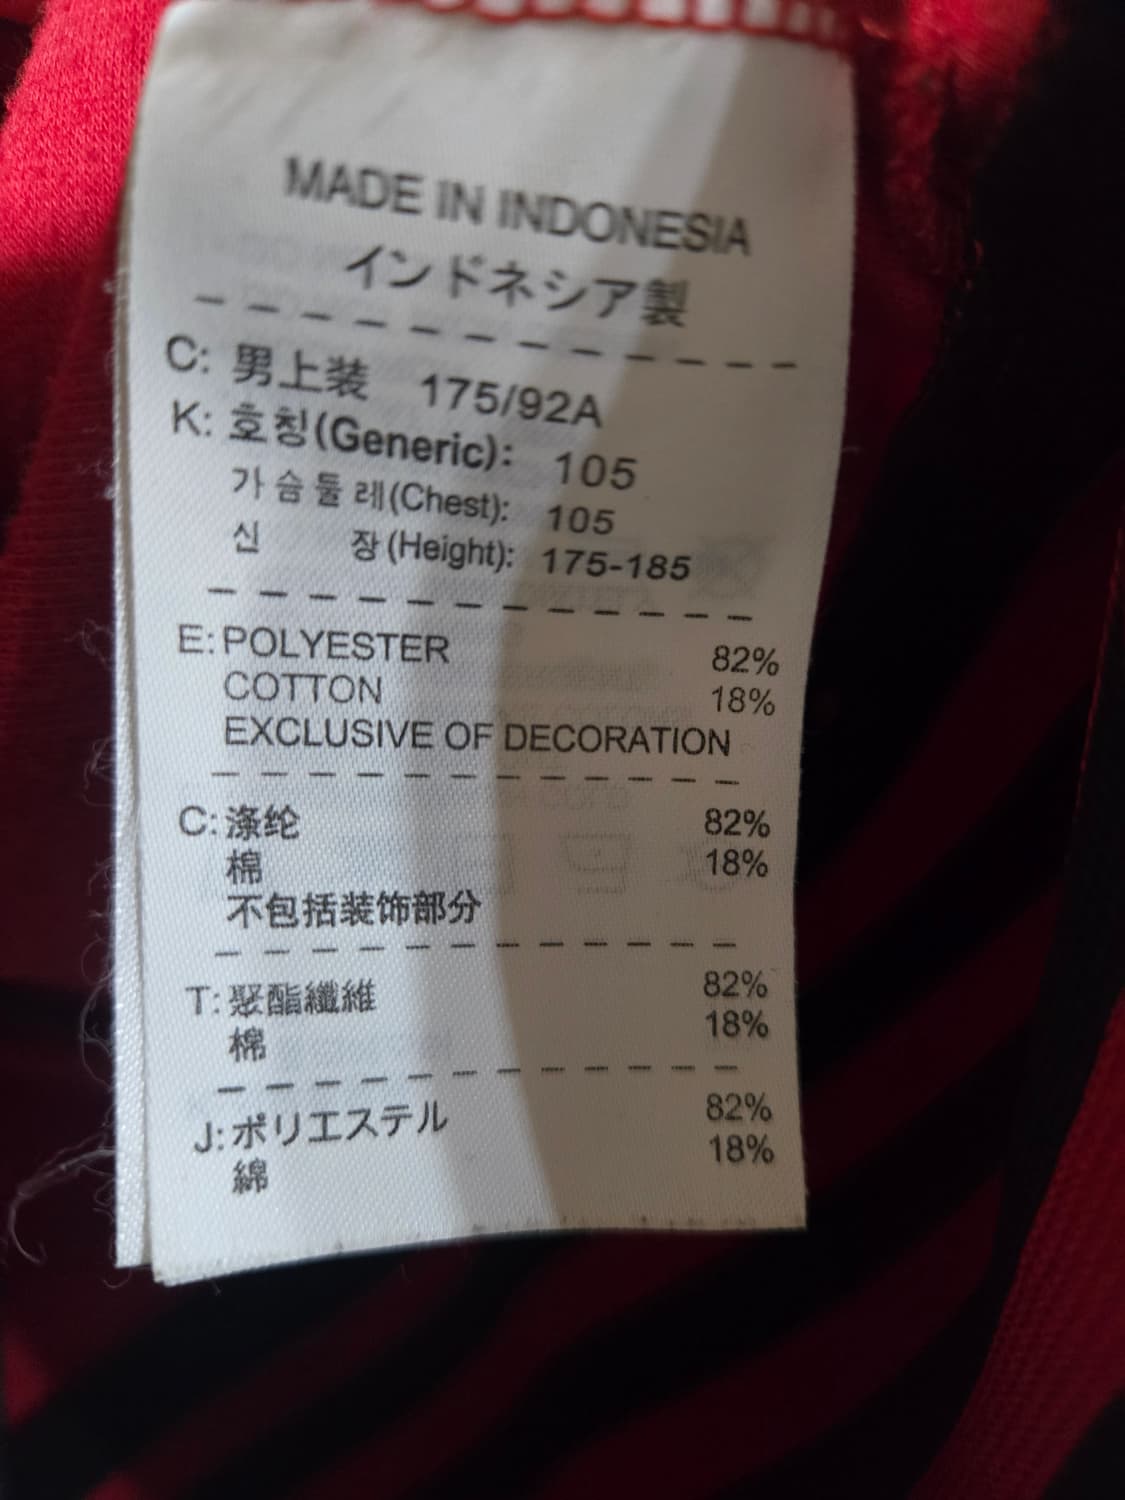 MADE IN INDONESIA
インドネシア製
C: 男上装 175/92A
K: 호칭(Generic): 105
가슴둘레(Chest): 105
신 장(Height): 175-185
E: POLYESTER 82%
COTTON 18%
EXCLUSIVE OF DECORATION
C: 涤纶 82%
棉 18%
不包括装饰部分
T: 聚酯纖維 82%
棉 18%
J: ポリエステル 82%
綿 18%